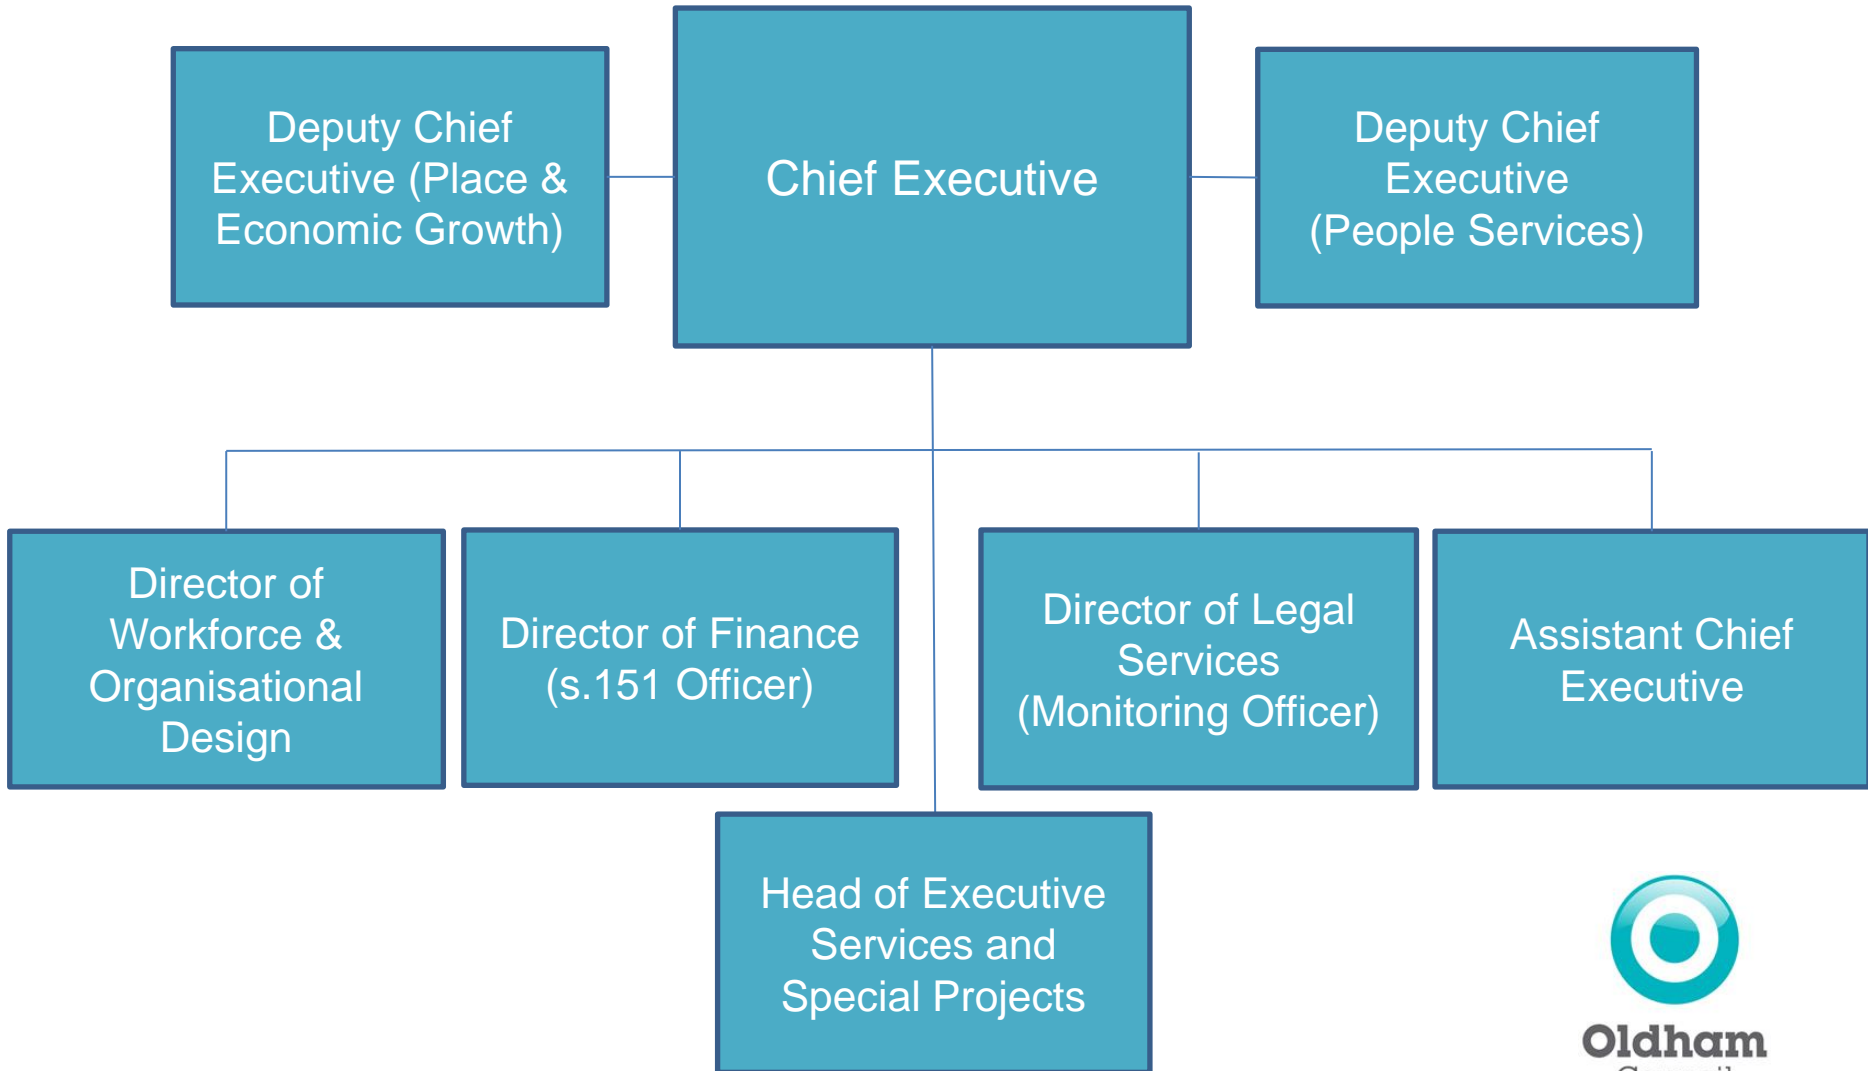 Deputy Chief
Executive (Place &
Economic Growth)
Chief Executive
Deputy Chief
Executive
(People Services)
Director of
Workforce &
Organisational
Design
Director of Finance
(s.151 Officer)
Director of Legal
Services
(Monitoring Officer)
Assistant Chief
Executive
Head of Executive
Services and
Special Projects
Oldham
Council